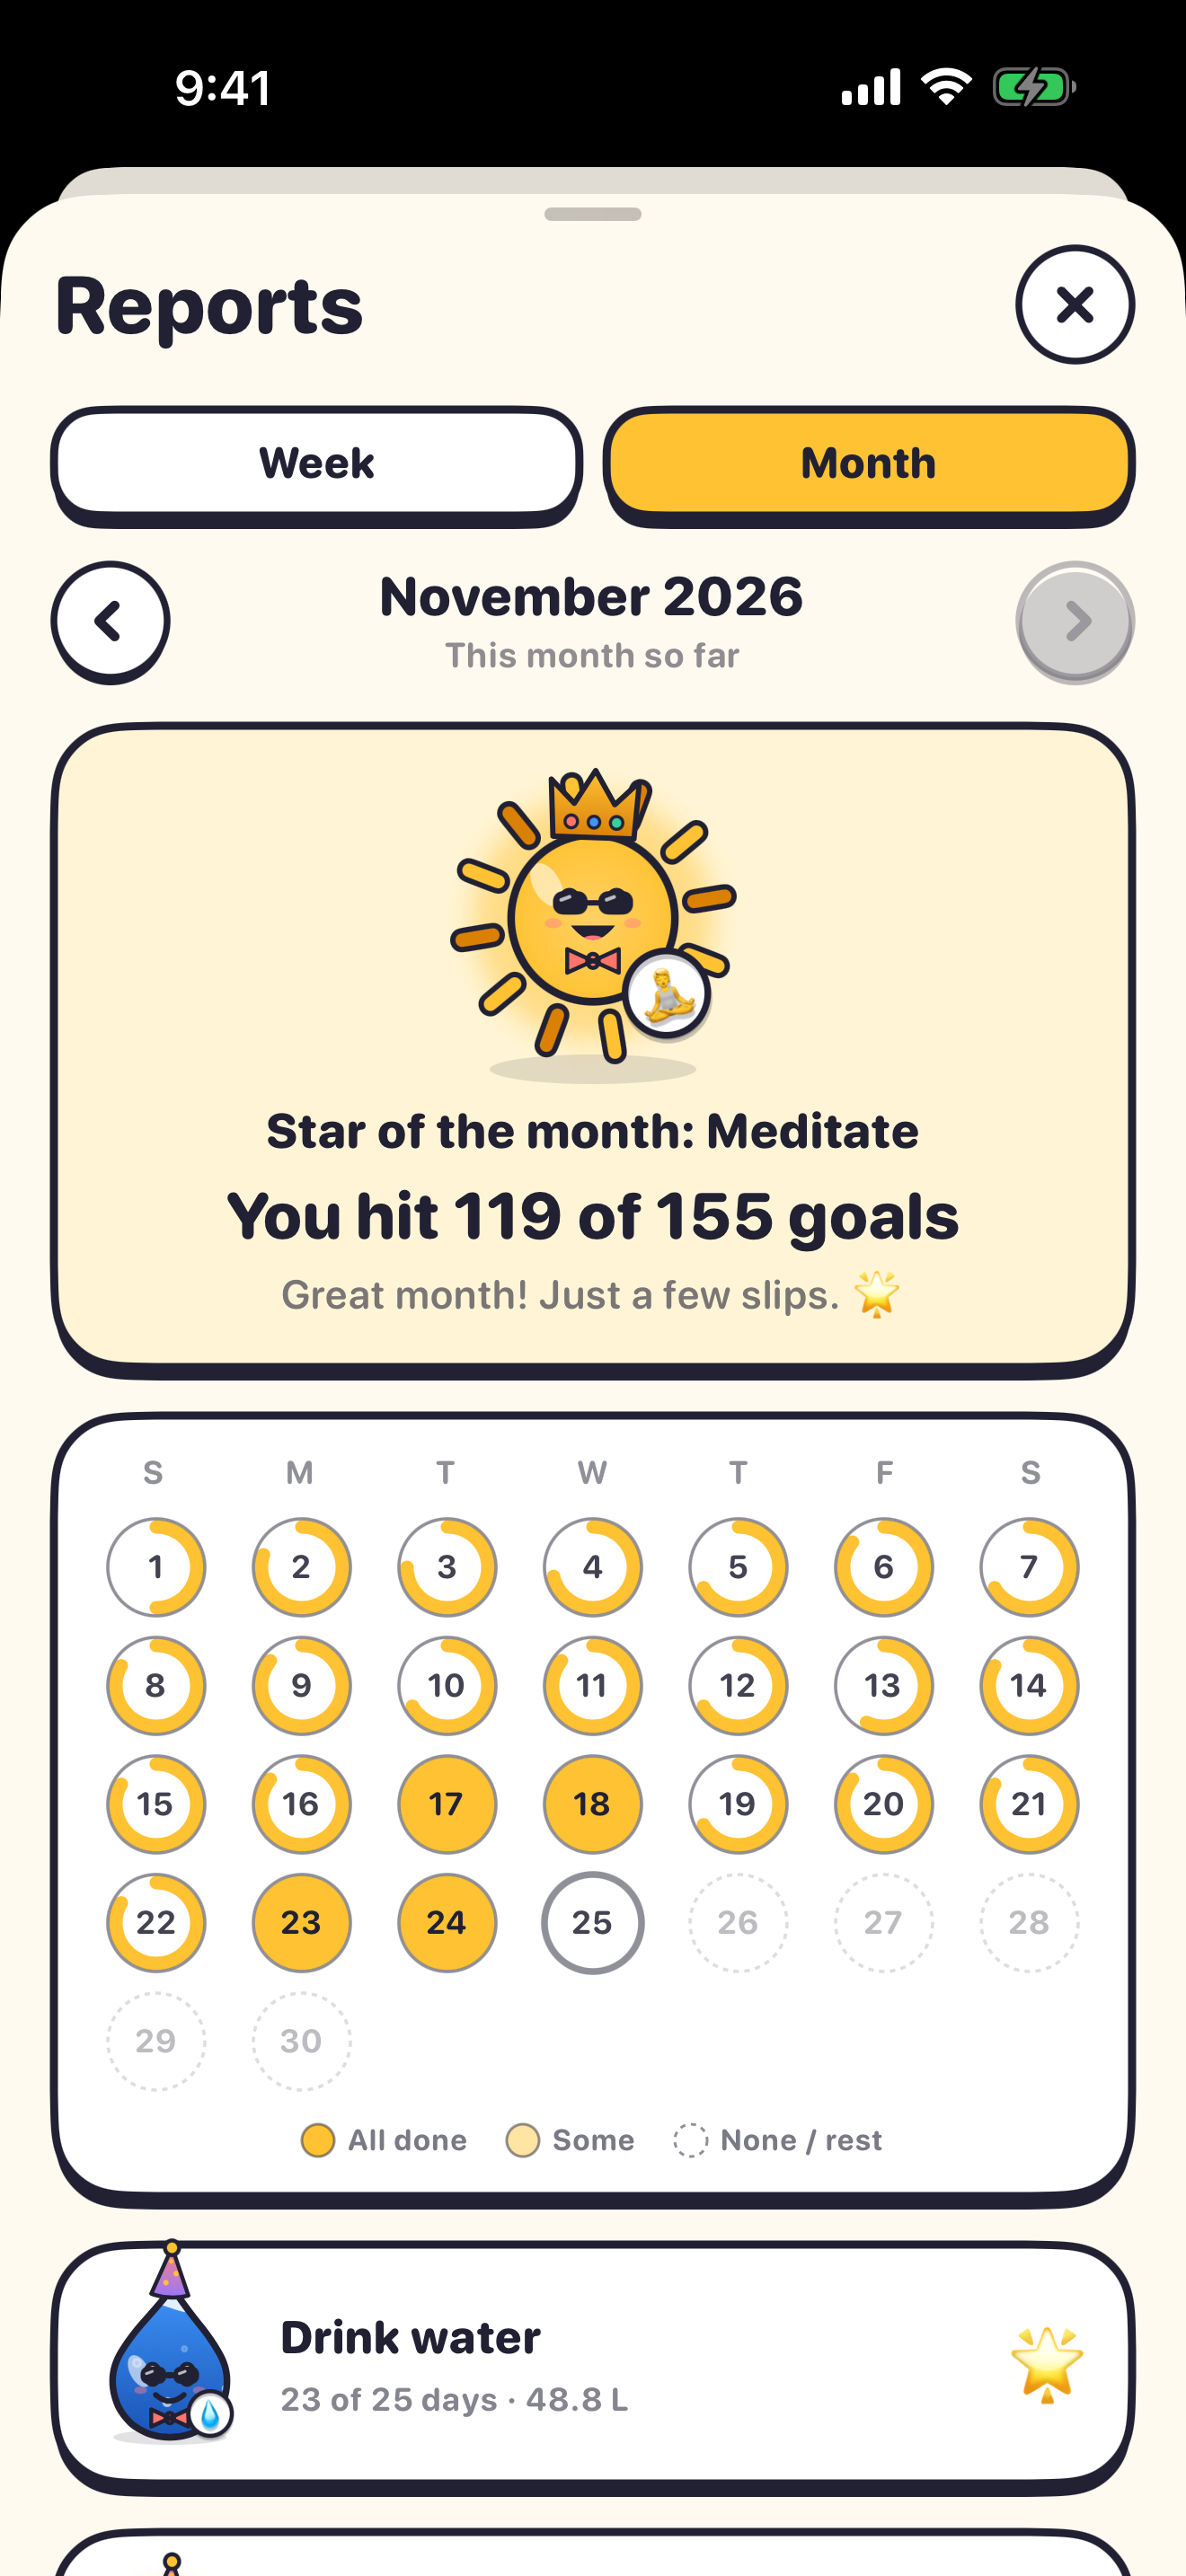 9:41
Reports
Week
Month
November 2026
This month so far
Star of the month: Meditate
You hit 119 of 155 goals
Great month! Just a few slips. 🌟
S M T W T F S
1 2 3 4 5 6 7
8 9 10 11 12 13 14
15 16 17 18 19 20 21
22 23 24 25 26 27 28
29 30
All done Some None / rest
Drink water
23 of 25 days · 48.8 L